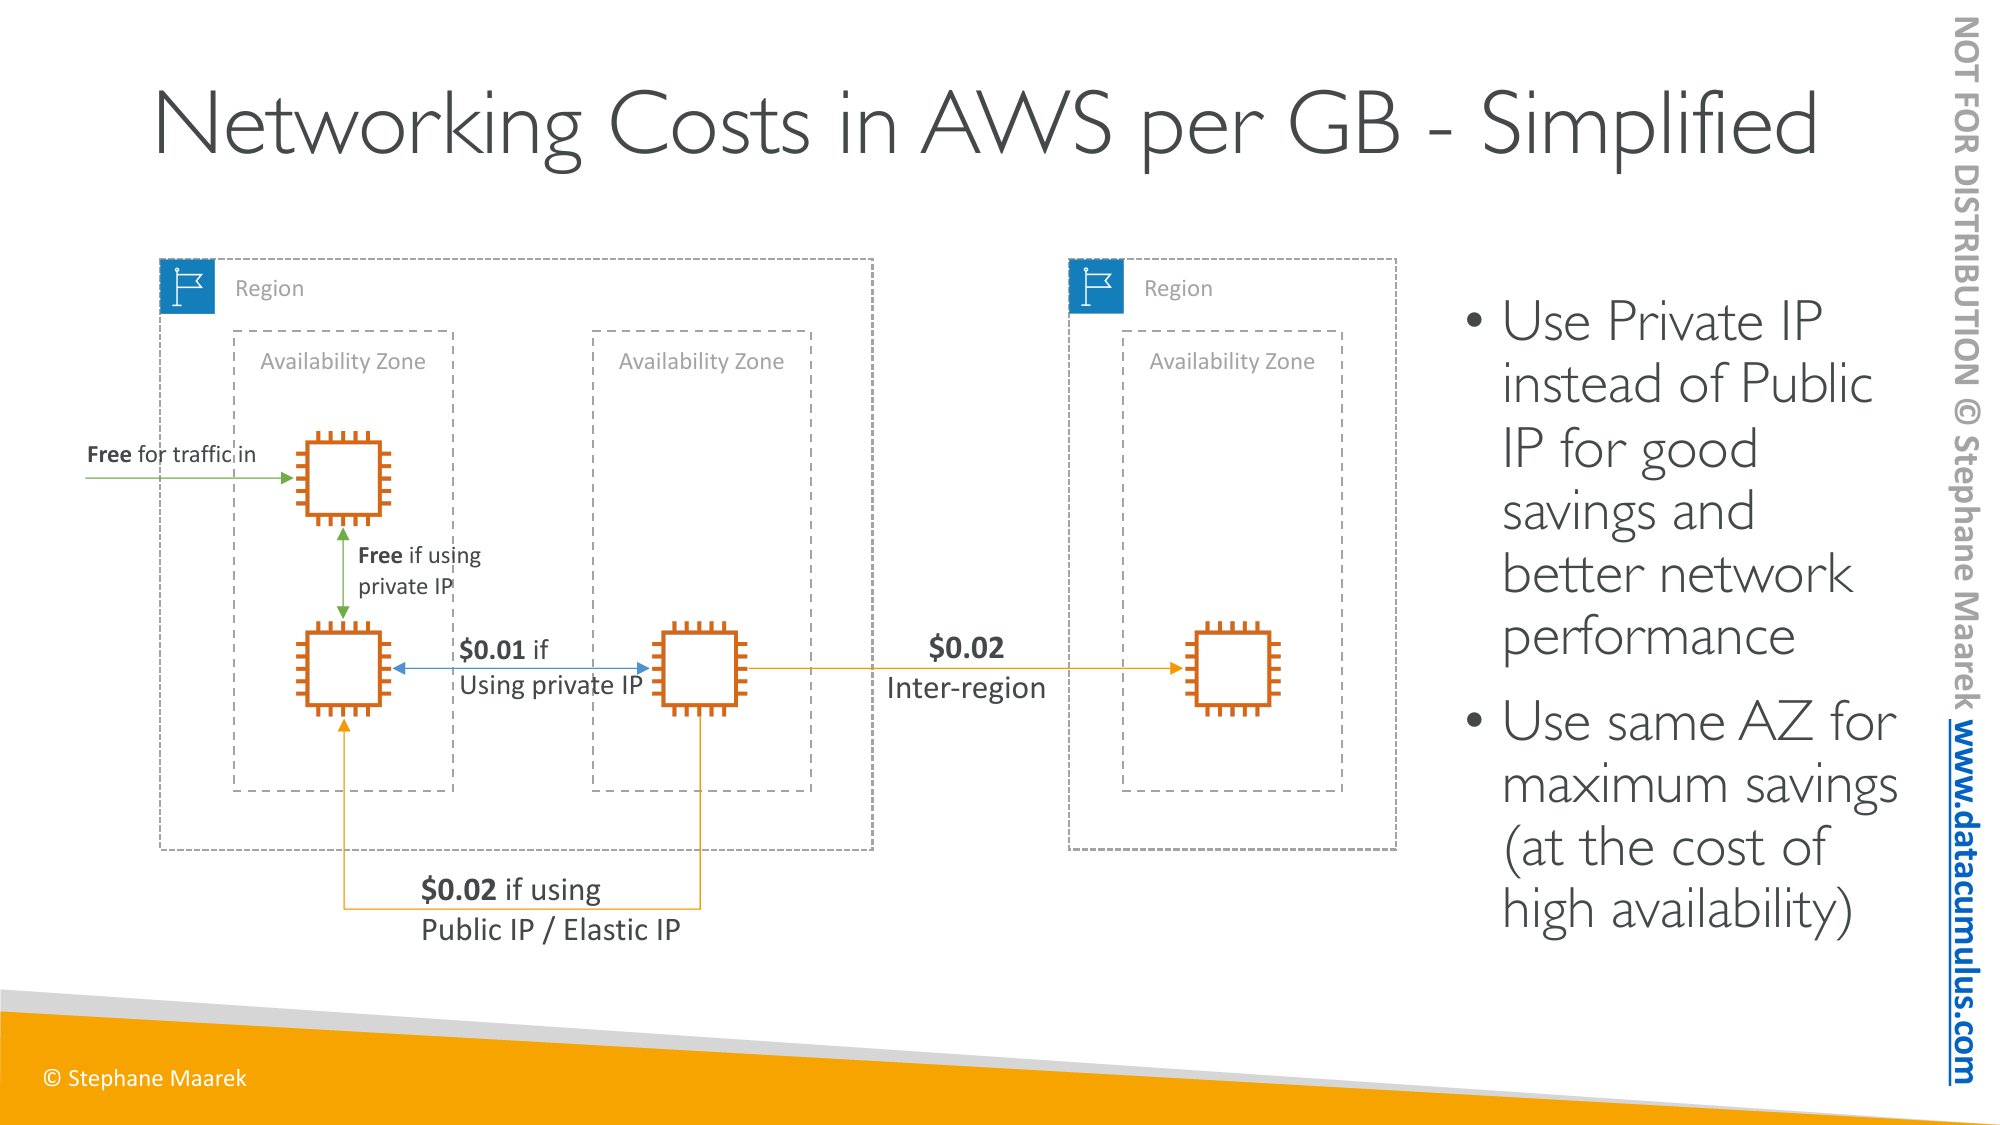 Networking Costs in AWS per GB - Simplified
Region
Availability Zone
Availability Zone
Free for traffic in
Free if using
private IP
$0.01 if
Using private IP
$0.02 if using
Public IP / Elastic IP
$0.02
Inter-region
Region
Availability Zone
• Use Private IP
instead of Public
IP for good
savings and
better network
performance
• Use same AZ for
maximum savings
(at the cost of
high availability)
NOT FOR DISTRIBUTION © Stephane Maarek www.datacumulus.com
© Stephane Maarek